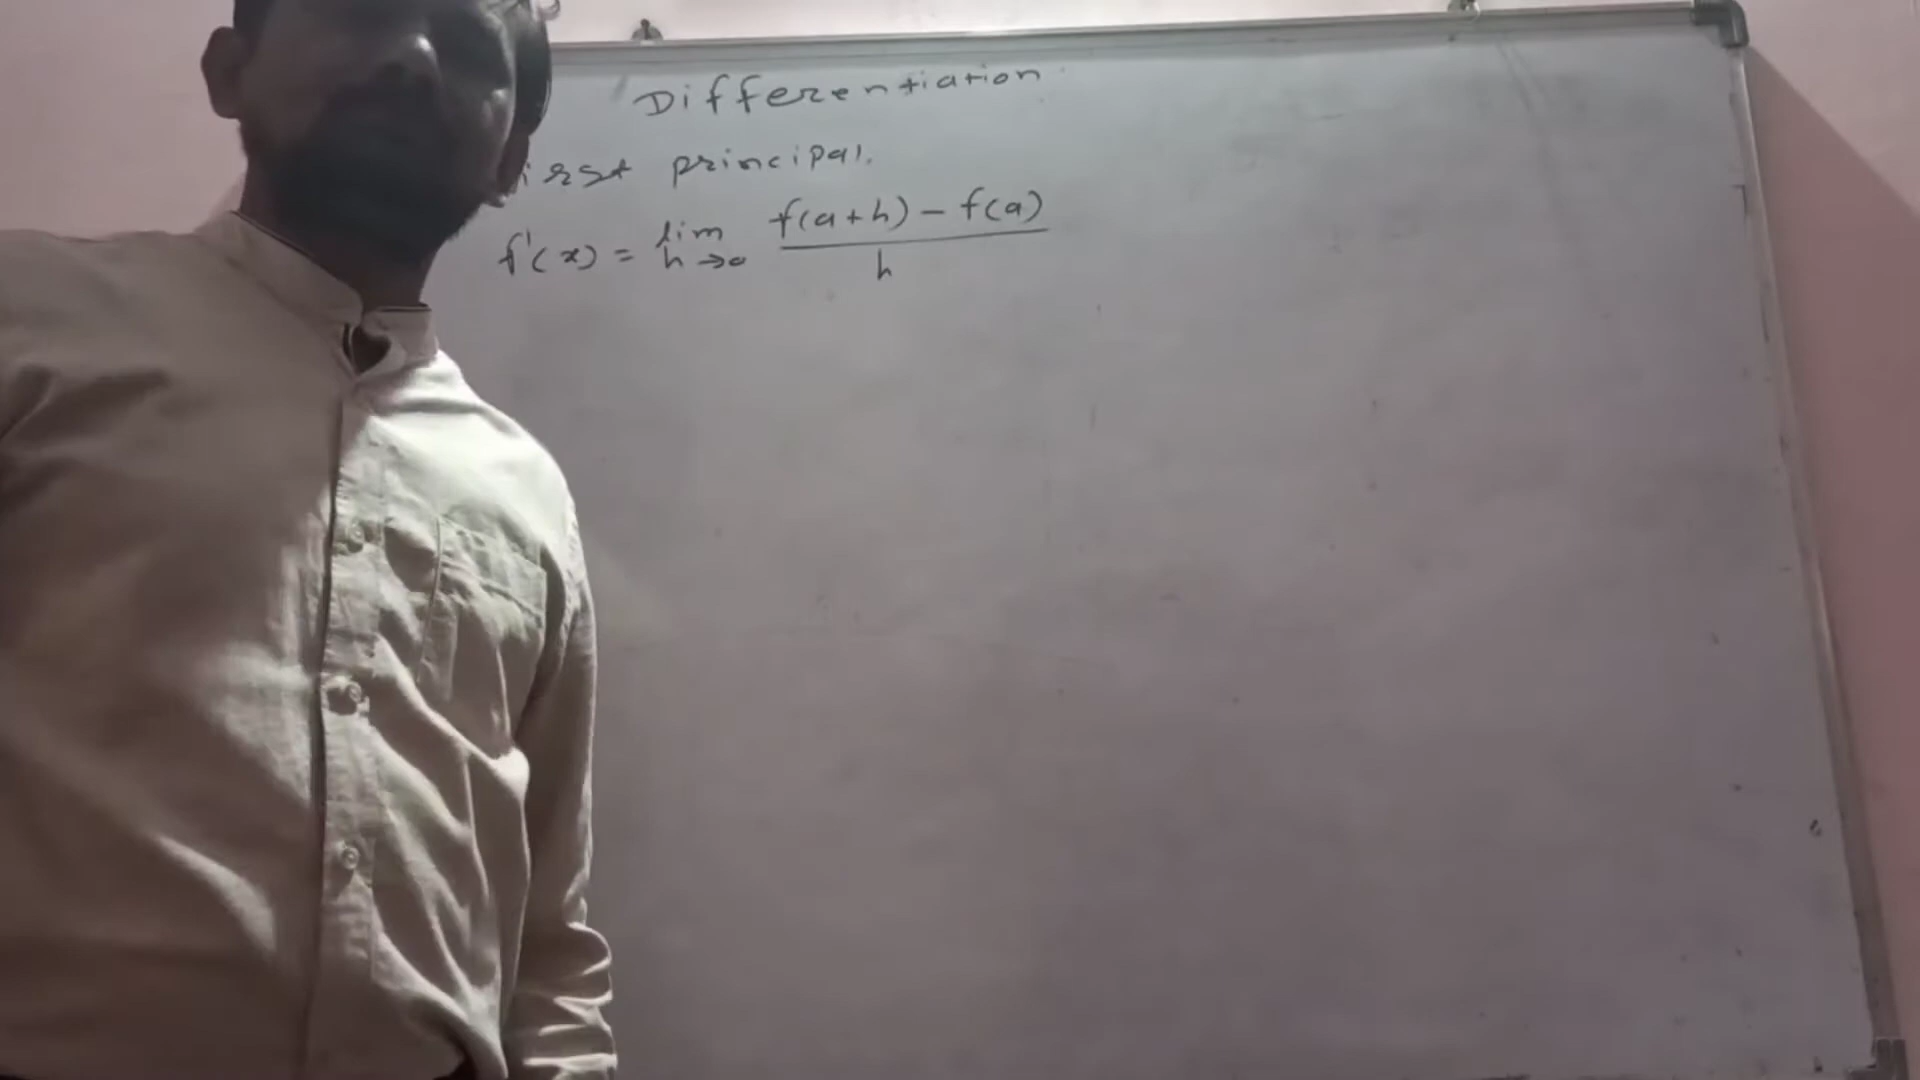 Differentiation
irst principal.
f'(x) = lim h→0 f(a+h) - f(a) / h